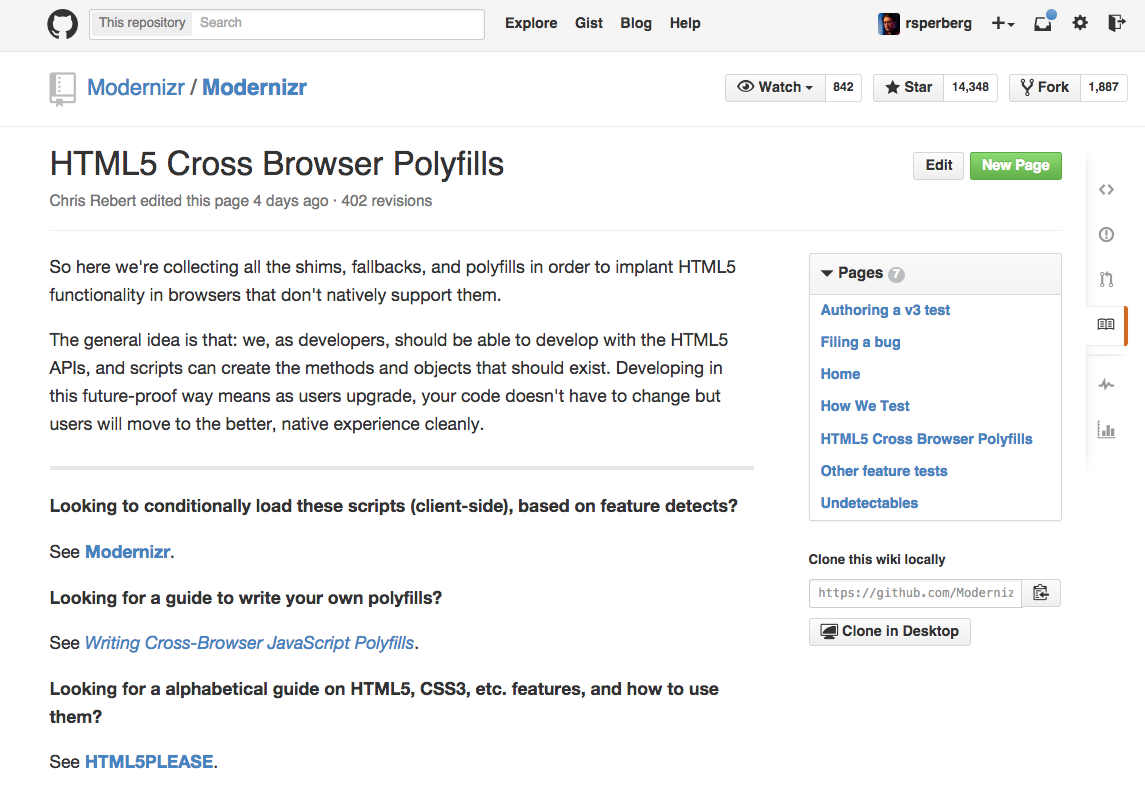 This repository Search Explore Gist Blog Help rsperberg
Modernizr / Modernizr
Watch 842 Star 14,348 Fork 1,887
HTML5 Cross Browser Polyfills
Edit New Page
Chris Rebert edited this page 4 days ago · 402 revisions
So here we're collecting all the shims, fallbacks, and polyfills in order to implant HTML5
functionality in browsers that don't natively support them.
The general idea is that: we, as developers, should be able to develop with the HTML5
APIs, and scripts can create the methods and objects that should exist. Developing in
this future-proof way means as users upgrade, your code doesn't have to change but
users will move to the better, native experience cleanly.
Looking to conditionally load these scripts (client-side), based on feature detects?
See Modernizr.
Looking for a guide to write your own polyfills?
See Writing Cross-Browser JavaScript Polyfills.
Looking for a alphabetical guide on HTML5, CSS3, etc. features, and how to use
them?
See HTML5PLEASE.
Pages 7
Authoring a v3 test
Filing a bug
Home
How We Test
HTML5 Cross Browser Polyfills
Other feature tests
Undetectables
Clone this wiki locally
https://github.com/Moderniz
Clone in Desktop